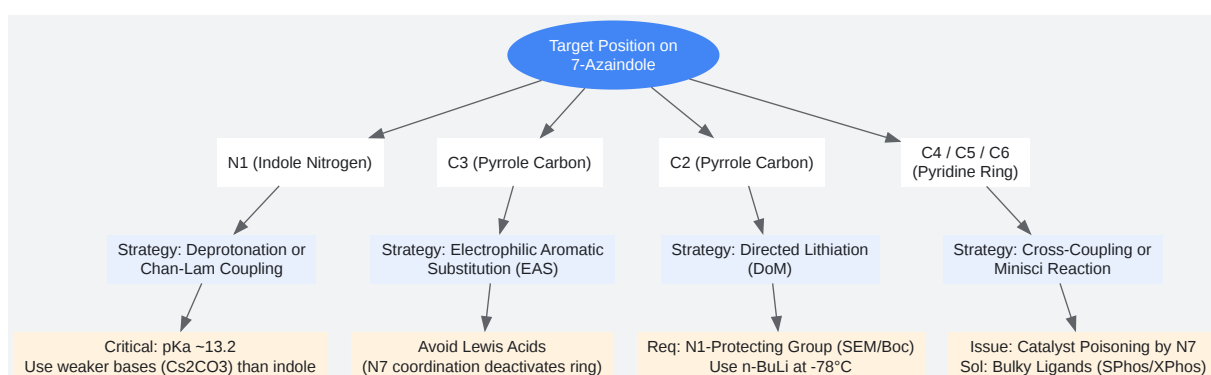 Target Position on
7-Azaindole
N1 (Indole Nitrogen)
C3 (Pyrrole Carbon)
C2 (Pyrrole Carbon)
C4 / C5 / C6
(Pyridine Ring)
Strategy: Deprotonation or
Chan-Lam Coupling
Strategy: Electrophilic Aromatic
Substitution (EAS)
Strategy: Directed Lithiation
(DoM)
Strategy: Cross-Coupling or
Minisci Reaction
Critical: pKa ~13.2
Use weaker bases (Cs2CO3) than indole
Avoid Lewis Acids
(N7 coordination deactivates ring)
Req: N1-Protecting Group (SEM/Boc)
Use n-BuLi at -78°C
Issue: Catalyst Poisoning by N7
Sol: Bulky Ligands (SPhos/XPhos)